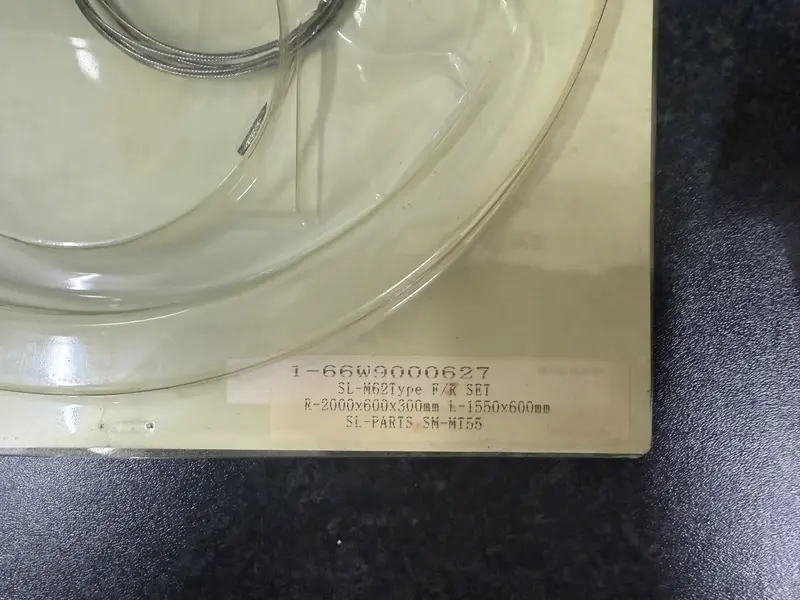 1-66W9000627
SL-M62Type F/R SET
R-2000x600x300mm L-1550x600mm
SL-PARTS SM-MT55